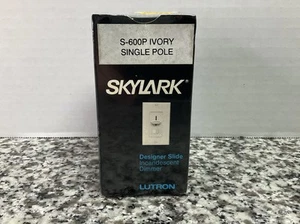 S-600P IVORY
SINGLE POLE
SKYLARK®
Designer Slide
Incandescent
Dimmer
LUTRON